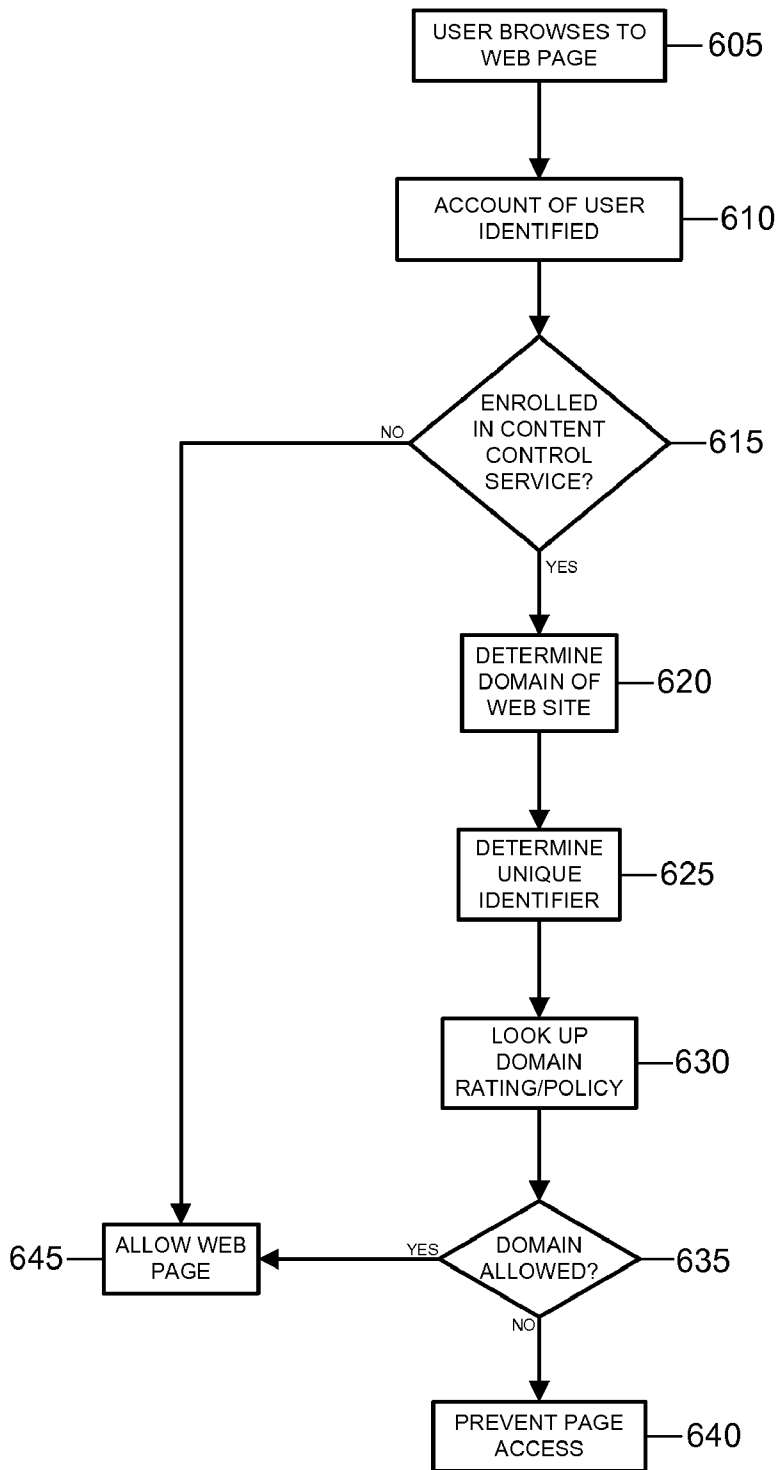 USER BROWSES TO
WEB PAGE
605
ACCOUNT OF USER
IDENTIFIED
610
ENROLLED
IN CONTENT
CONTROL
SERVICE?
615
NO
YES
DETERMINE
DOMAIN OF
WEB SITE
620
DETERMINE
UNIQUE
IDENTIFIER
625
LOOK UP
DOMAIN
RATING/POLICY
630
645
ALLOW WEB
PAGE
YES
DOMAIN
ALLOWED?
635
NO
PREVENT PAGE
ACCESS
640